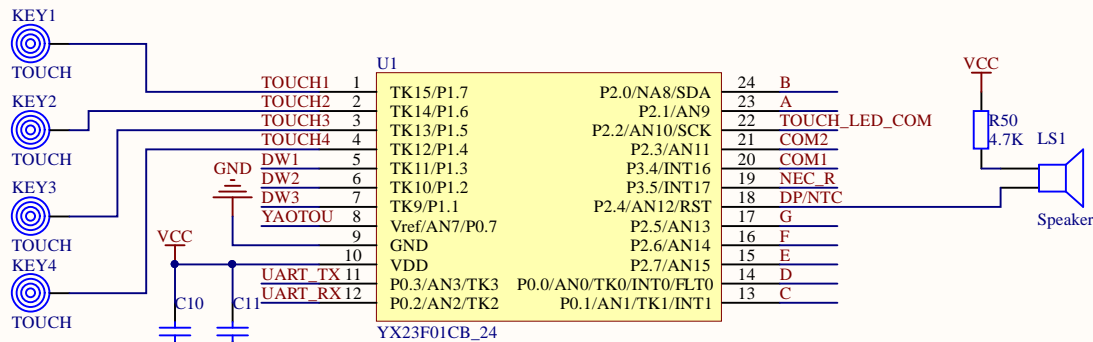 KEY1
TOUCH
KEY2
TOUCH
KEY3
TOUCH
KEY4
TOUCH
GND
VCC
C10
C11
U1
TOUCH1 1 TK15/P1.7
TOUCH2 2 TK14/P1.6
TOUCH3 3 TK13/P1.5
TOUCH4 4 TK12/P1.4
DW1 5 TK11/P1.3
DW2 6 TK10/P1.2
DW3 7 TK9/P1.1
YAOTOU 8 Vref/AN7/P0.7
9 GND
10 VDD
UART_TX 11 P0.3/AN3/TK3
UART_RX 12 P0.2/AN2/TK2
P2.0/NA8/SDA 24 B
P2.1/AN9 23 A
P2.2/AN10/SCK 22 TOUCH_LED_COM
P2.3/AN11 21 COM2
P3.4/INT16 20 COM1
P3.5/INT17 19 NEC_R
P2.4/AN12/RST 18 DP/NTC
P2.5/AN13 17 G
P2.6/AN14 16 F
P2.7/AN15 15 E
P0.0/AN0/TK0/INT0/FLT0 14 D
P0.1/AN1/TK1/INT1 13 C
YX23F01CB_24
VCC
R50
4.7K
LS1
Speaker